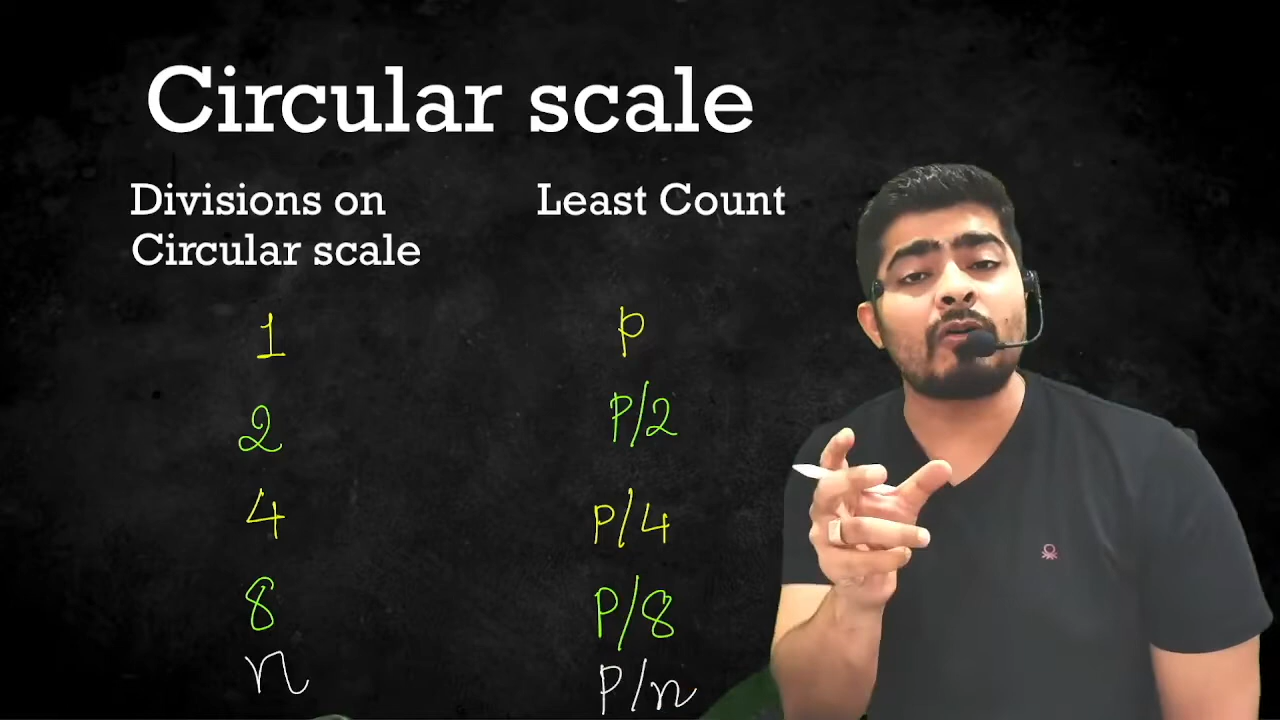 Circular scale
Divisions on Least Count
Circular scale
1 P
2 P/2
4 P/4
8 P/8
n P/n